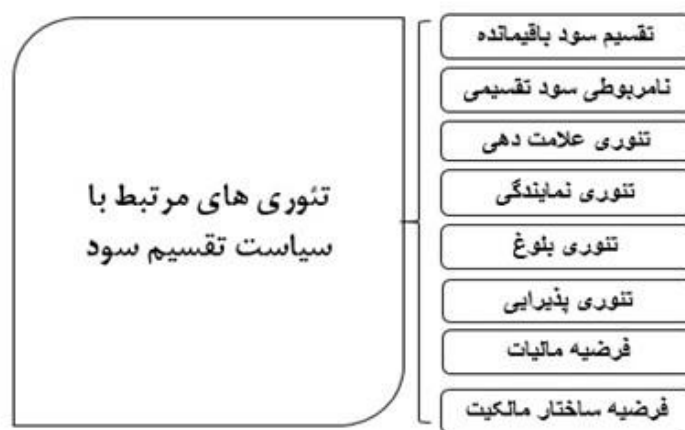 تئوری های مرتبط با
سیاست تقسیم سود
تقسیم سود باقیمانده
نامربوطی سود تقسیمی
تئوری علامت دهی
تئوری نمایندگی
تئوری بلوغ
تئوری پذیرایی
فرضیه مالیات
فرضیه ساختار مالکیت